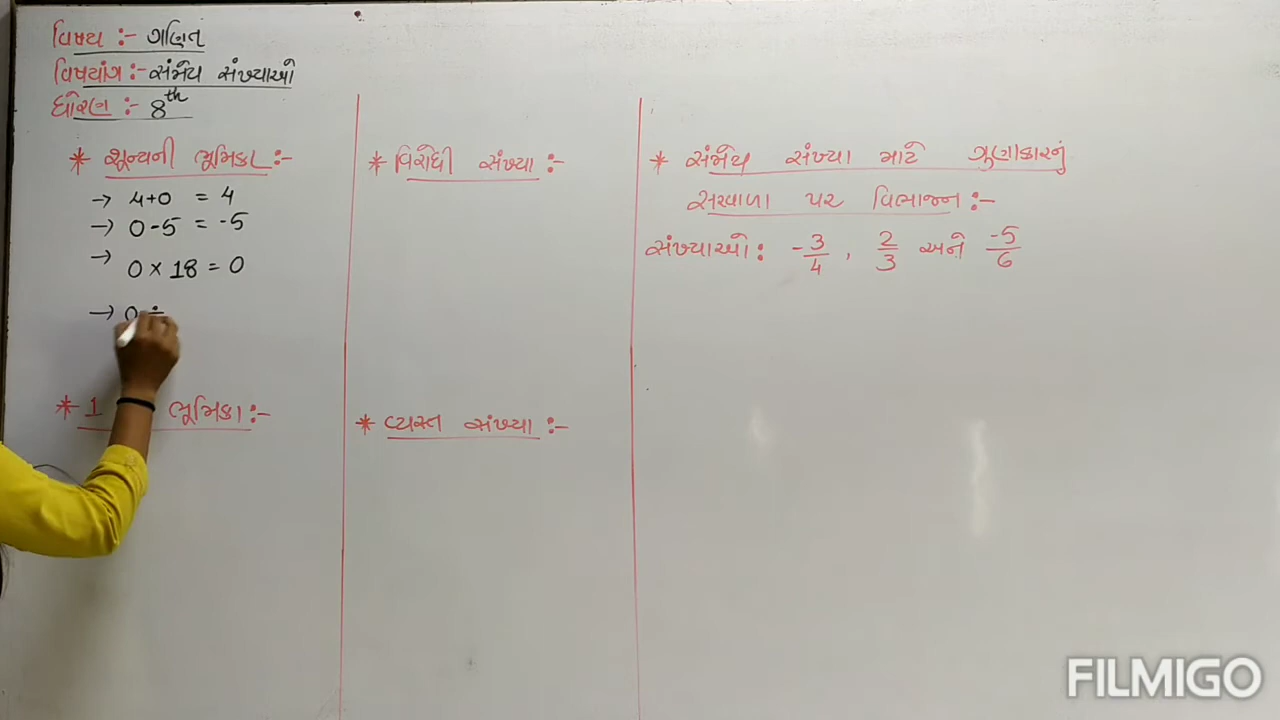 વિષય :- ગણિત
વિષયાંગ :- સંમેય સંખ્યાઓ
ધોરણ :- 8th
* શૂન્યની ભૂમિકા :-
→ 4+0 = 4
→ 0-5 = -5
→ 0 × 18 = 0
→ 0 ÷
* 1 ભૂમિકા :-
* વિરોધી સંખ્યા :-
* વ્યસ્ત સંખ્યા :-
* સંમેય સંખ્યા માટે ગુણાકારનું
સરવાળા પર વિભાજન :-
સંખ્યાઓ : -3/4 , 2/3 અને -5/6
FILMIGO